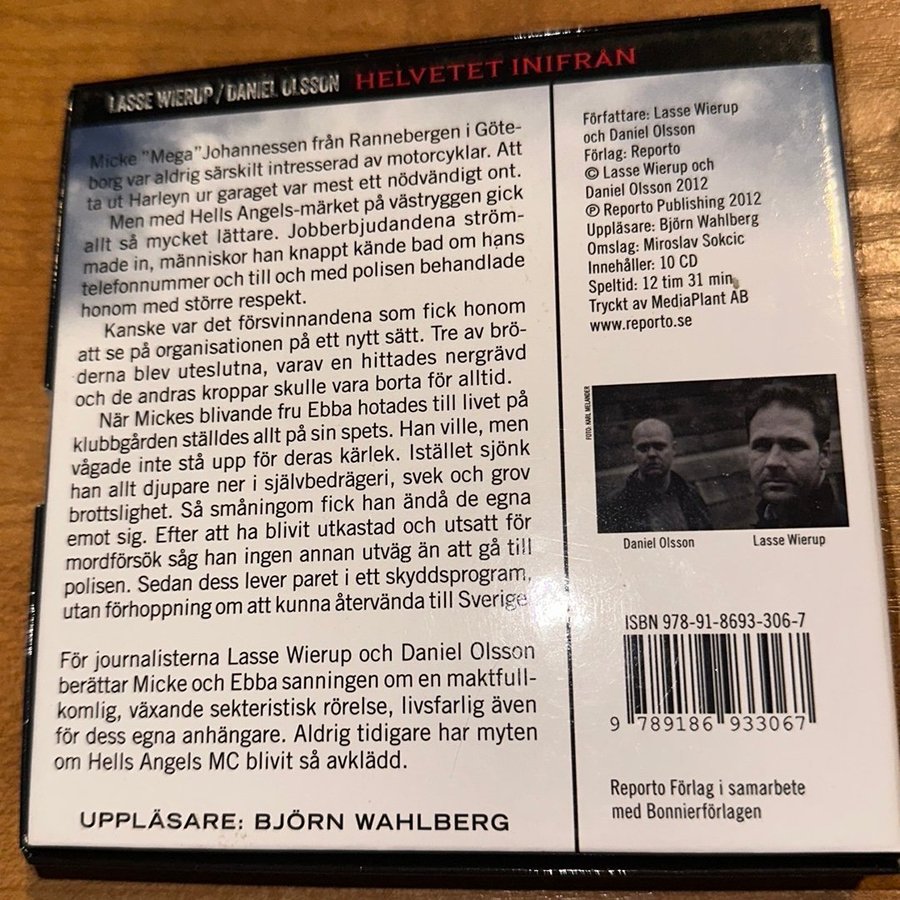 LASSE WIERUP / DANIEL OLSSON HELVETET INIFRÅN
Micke "Mega" Johannessen från Rannebergen i Göte-
borg var aldrig särskilt intresserad av motorcyklar. Att
ta ut Harleyn ur garaget var mest ett nödvändigt ont.
Men med Hells Angels-märket på västryggen gick
allt så mycket lättare. Jobberbjudandena ström-
made in, människor han knappt kände bad om hans
telefonnummer och till och med polisen behandlade
honom med större respekt.
Kanske var det försvinnandena som fick honom
att se på organisationen på ett nytt sätt. Tre av brö-
derna blev uteslutna, varav en hittades nergrävd
och de andras kroppar skulle vara borta för alltid.
När Mickes blivande fru Ebba hotades till livet på
klubbgården ställdes allt på sin spets. Han ville, men
vågade inte stå upp för deras kärlek. Istället sjönk
han allt djupare ner i självbedrägeri, svek och grov
brottslighet. Så småningom fick han ändå de egna
emot sig. Efter att ha blivit utkastad och utsatt för
mordförsök såg han ingen annan utväg än att gå till
polisen. Sedan dess lever paret i ett skyddsprogram,
utan förhoppning om att kunna återvända till Sverige.
För journalisterna Lasse Wierup och Daniel Olsson
berättar Micke och Ebba sanningen om en maktfull-
komlig, växande sekteristisk rörelse, livsfarlig även
för dess egna anhängare. Aldrig tidigare har myten
om Hells Angels MC blivit så avklädd.
UPPLÄSARE: BJÖRN WAHLBERG
Författare: Lasse Wierup
och Daniel Olsson
Förlag: Reporto
© Lasse Wierup och
Daniel Olsson 2012
℗ Reporto Publishing 2012
Uppläsare: Björn Wahlberg
Omslag: Miroslav Sokcic
Innehåller: 10 CD
Speltid: 12 tim 31 min
Tryckt av MediaPlant AB
www.reporto.se
FOTO: KARL MELANDER
Daniel Olsson Lasse Wierup
ISBN 978-91-8693-306-7
9 789186 933067
Reporto Förlag i samarbete
med Bonnierförlagen